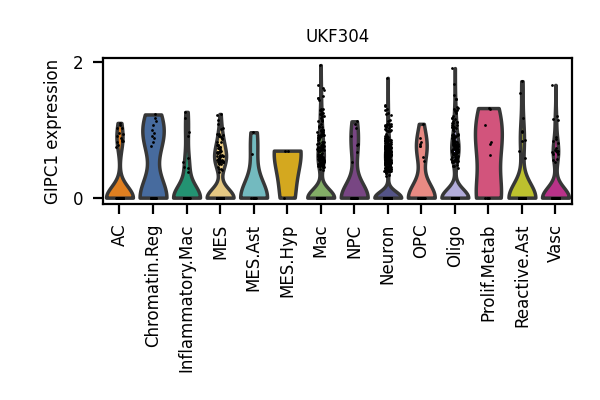 UKF304
GIPC1 expression
2
0
AC
Chromatin.Reg
Inflammatory.Mac
MES
MES.Ast
MES.Hyp
Mac
NPC
Neuron
OPC
Oligo
Prolif.Metab
Reactive.Ast
Vasc